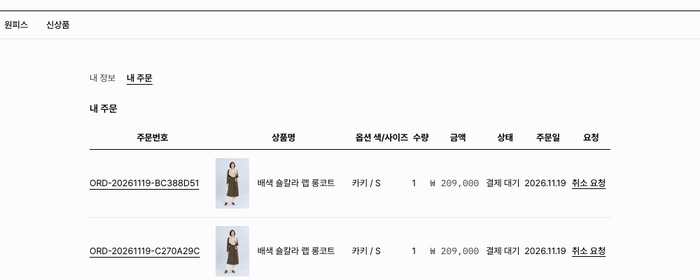 원피스 신상품
내 정보 내 주문
내 주문
주문번호 상품명 옵션 색/사이즈 수량 금액 상태 주문일 요청
ORD-20261119-BC388D51 배색 숄칼라 랩 롱코트 카키 / S 1 ₩ 209,000 결제 대기 2026.11.19 취소 요청
ORD-20261119-C270A29C 배색 숄칼라 랩 롱코트 카키 / S 1 ₩ 209,000 결제 대기 2026.11.19 취소 요청